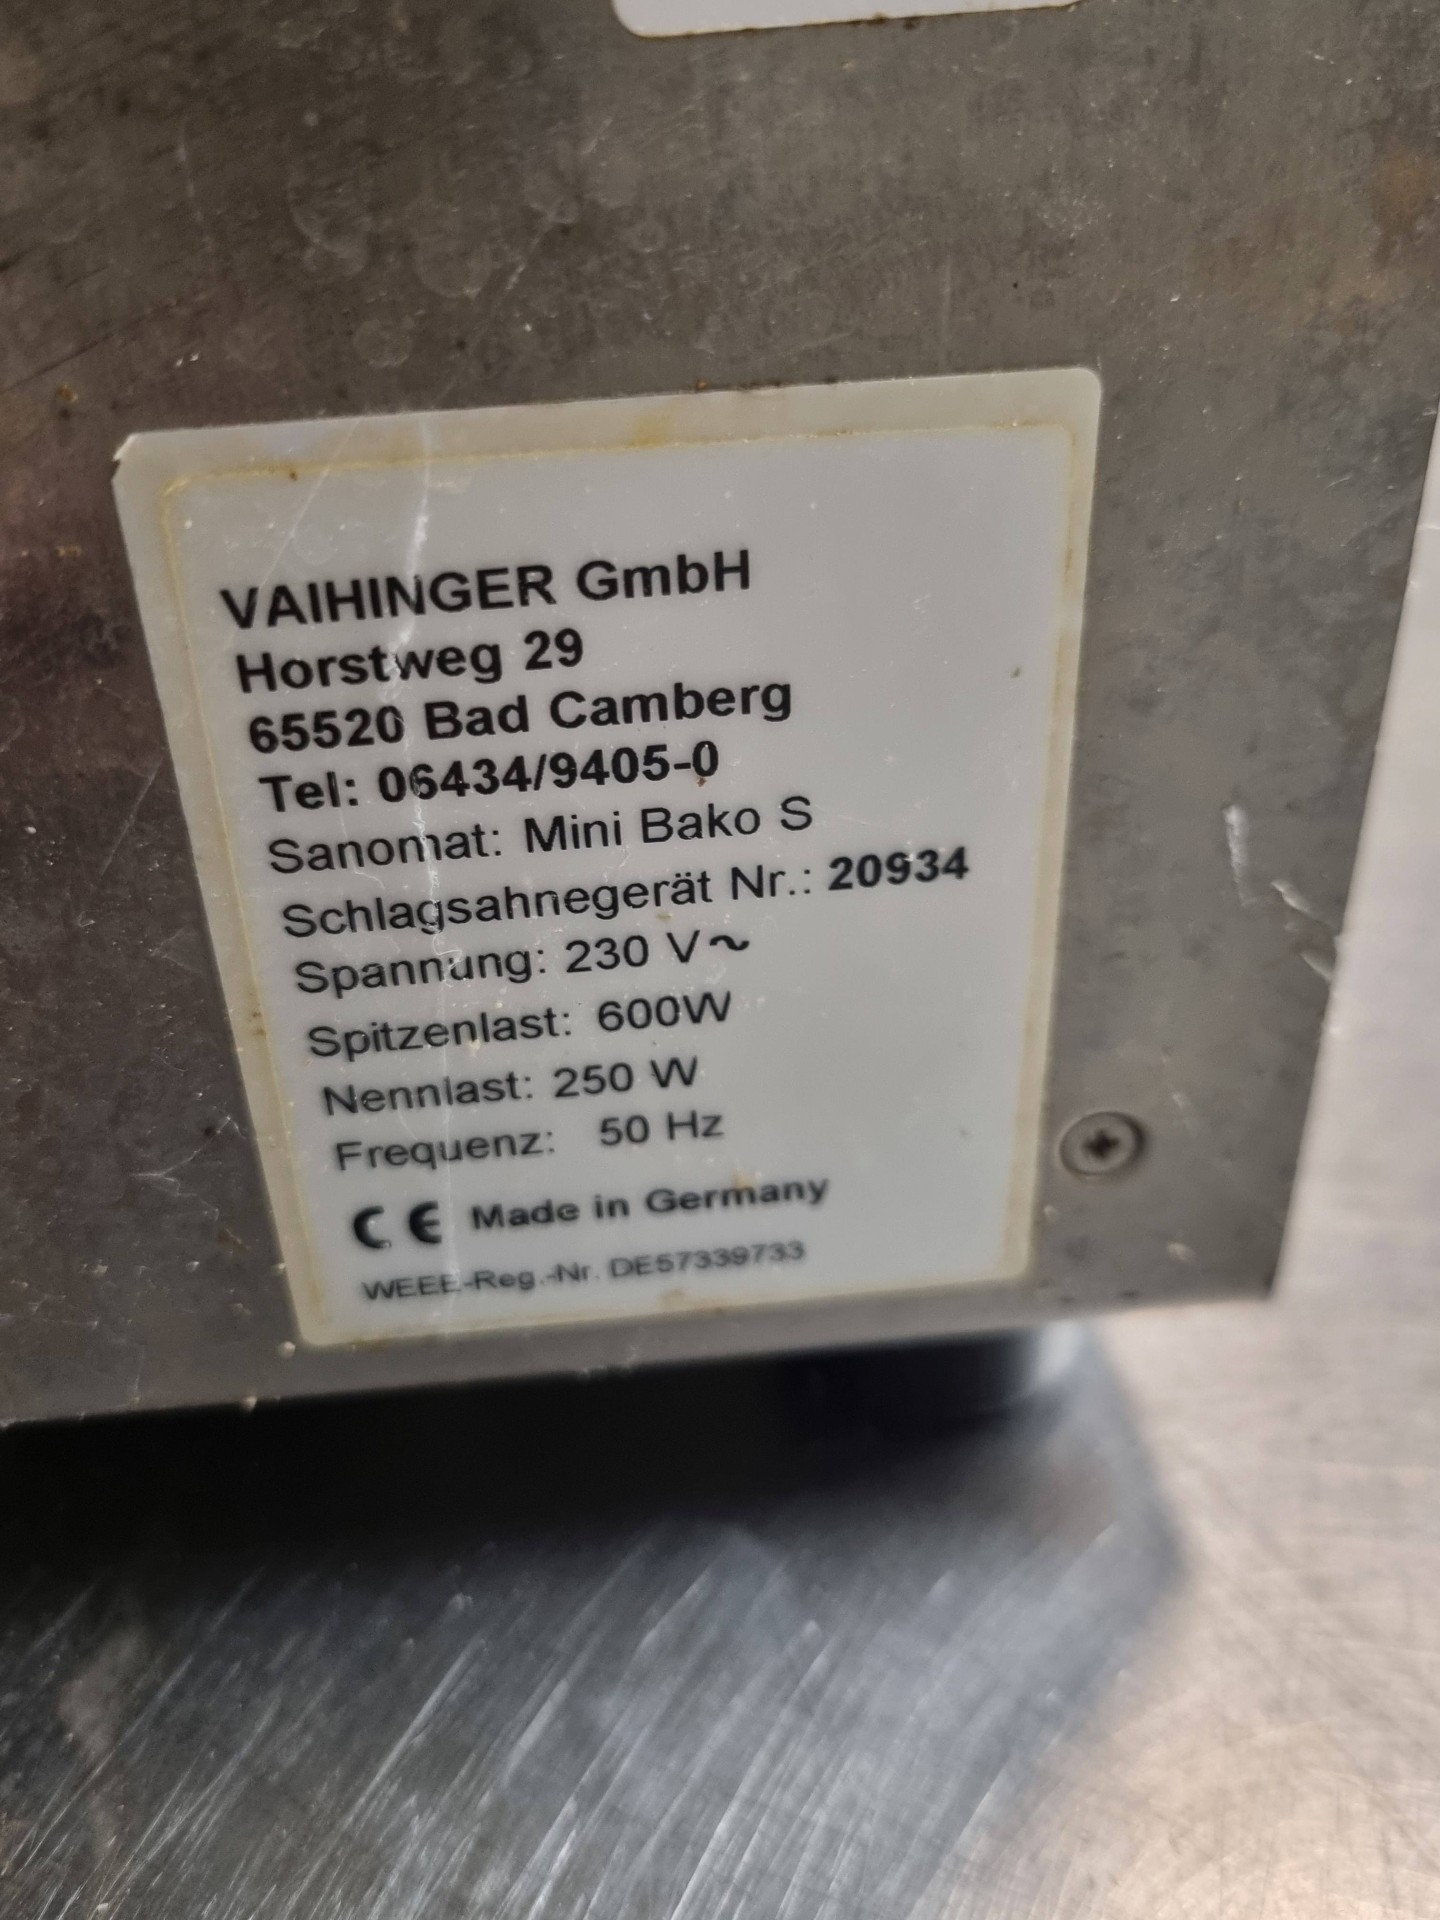 VAIHINGER GmbH
Horstweg 29
65520 Bad Camberg
Tel: 06434/9405-0
Sanomat: Mini Bako S
Schlagsahnegerät Nr.: 20934
Spannung: 230 V~
Spitzenlast: 600W
Nennlast: 250 W
Frequenz: 50 Hz
CE Made in Germany
WEEE-Reg.-Nr. DE57339733